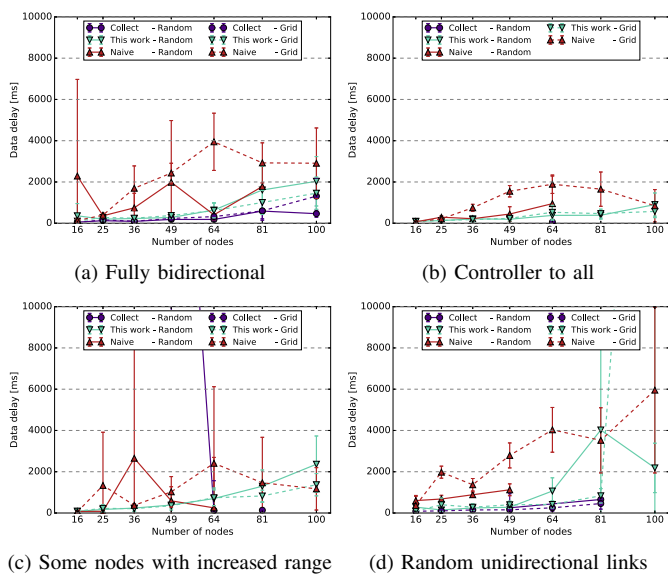 10000
8000
6000
4000
2000
0
Data delay [ms]
Collect - Random
This work - Random
Naive - Random
Collect - Grid
This work - Grid
Naive - Grid
16 25 36 49 64 81 100
Number of nodes
(a) Fully bidirectional
10000
8000
6000
4000
2000
0
Data delay [ms]
Collect - Random
This work - Random
Naive - Random
This work - Grid
Naive - Grid
16 25 36 49 64 81 100
Number of nodes
(b) Controller to all
10000
8000
6000
4000
2000
0
Data delay [ms]
Collect - Random
This work - Random
Naive - Random
Collect - Grid
This work - Grid
Naive - Grid
16 25 36 49 64 81 100
Number of nodes
(c) Some nodes with increased range
10000
8000
6000
4000
2000
0
Data delay [ms]
Collect - Random
This work - Random
Naive - Random
Collect - Grid
This work - Grid
Naive - Grid
16 25 36 49 64 81 100
Number of nodes
(d) Random unidirectional links